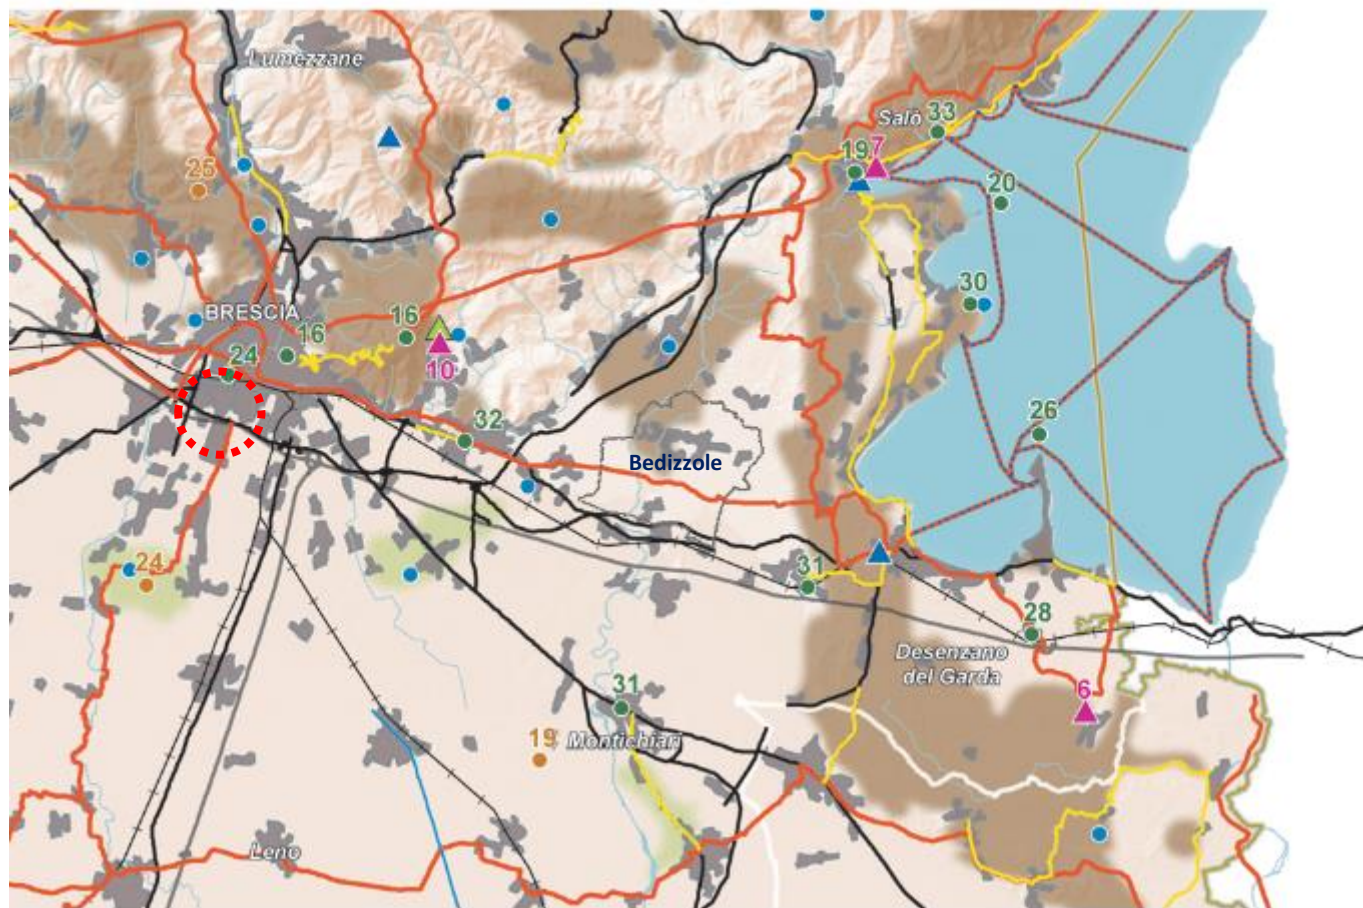 Lumezzane
Salò
33
7
19
25
20
30
BRESCIA
16
16
24
10
32
26
Bedizzole
24
31
28
Desenzano
del Garda
6
31
19
Montichiari
Leno